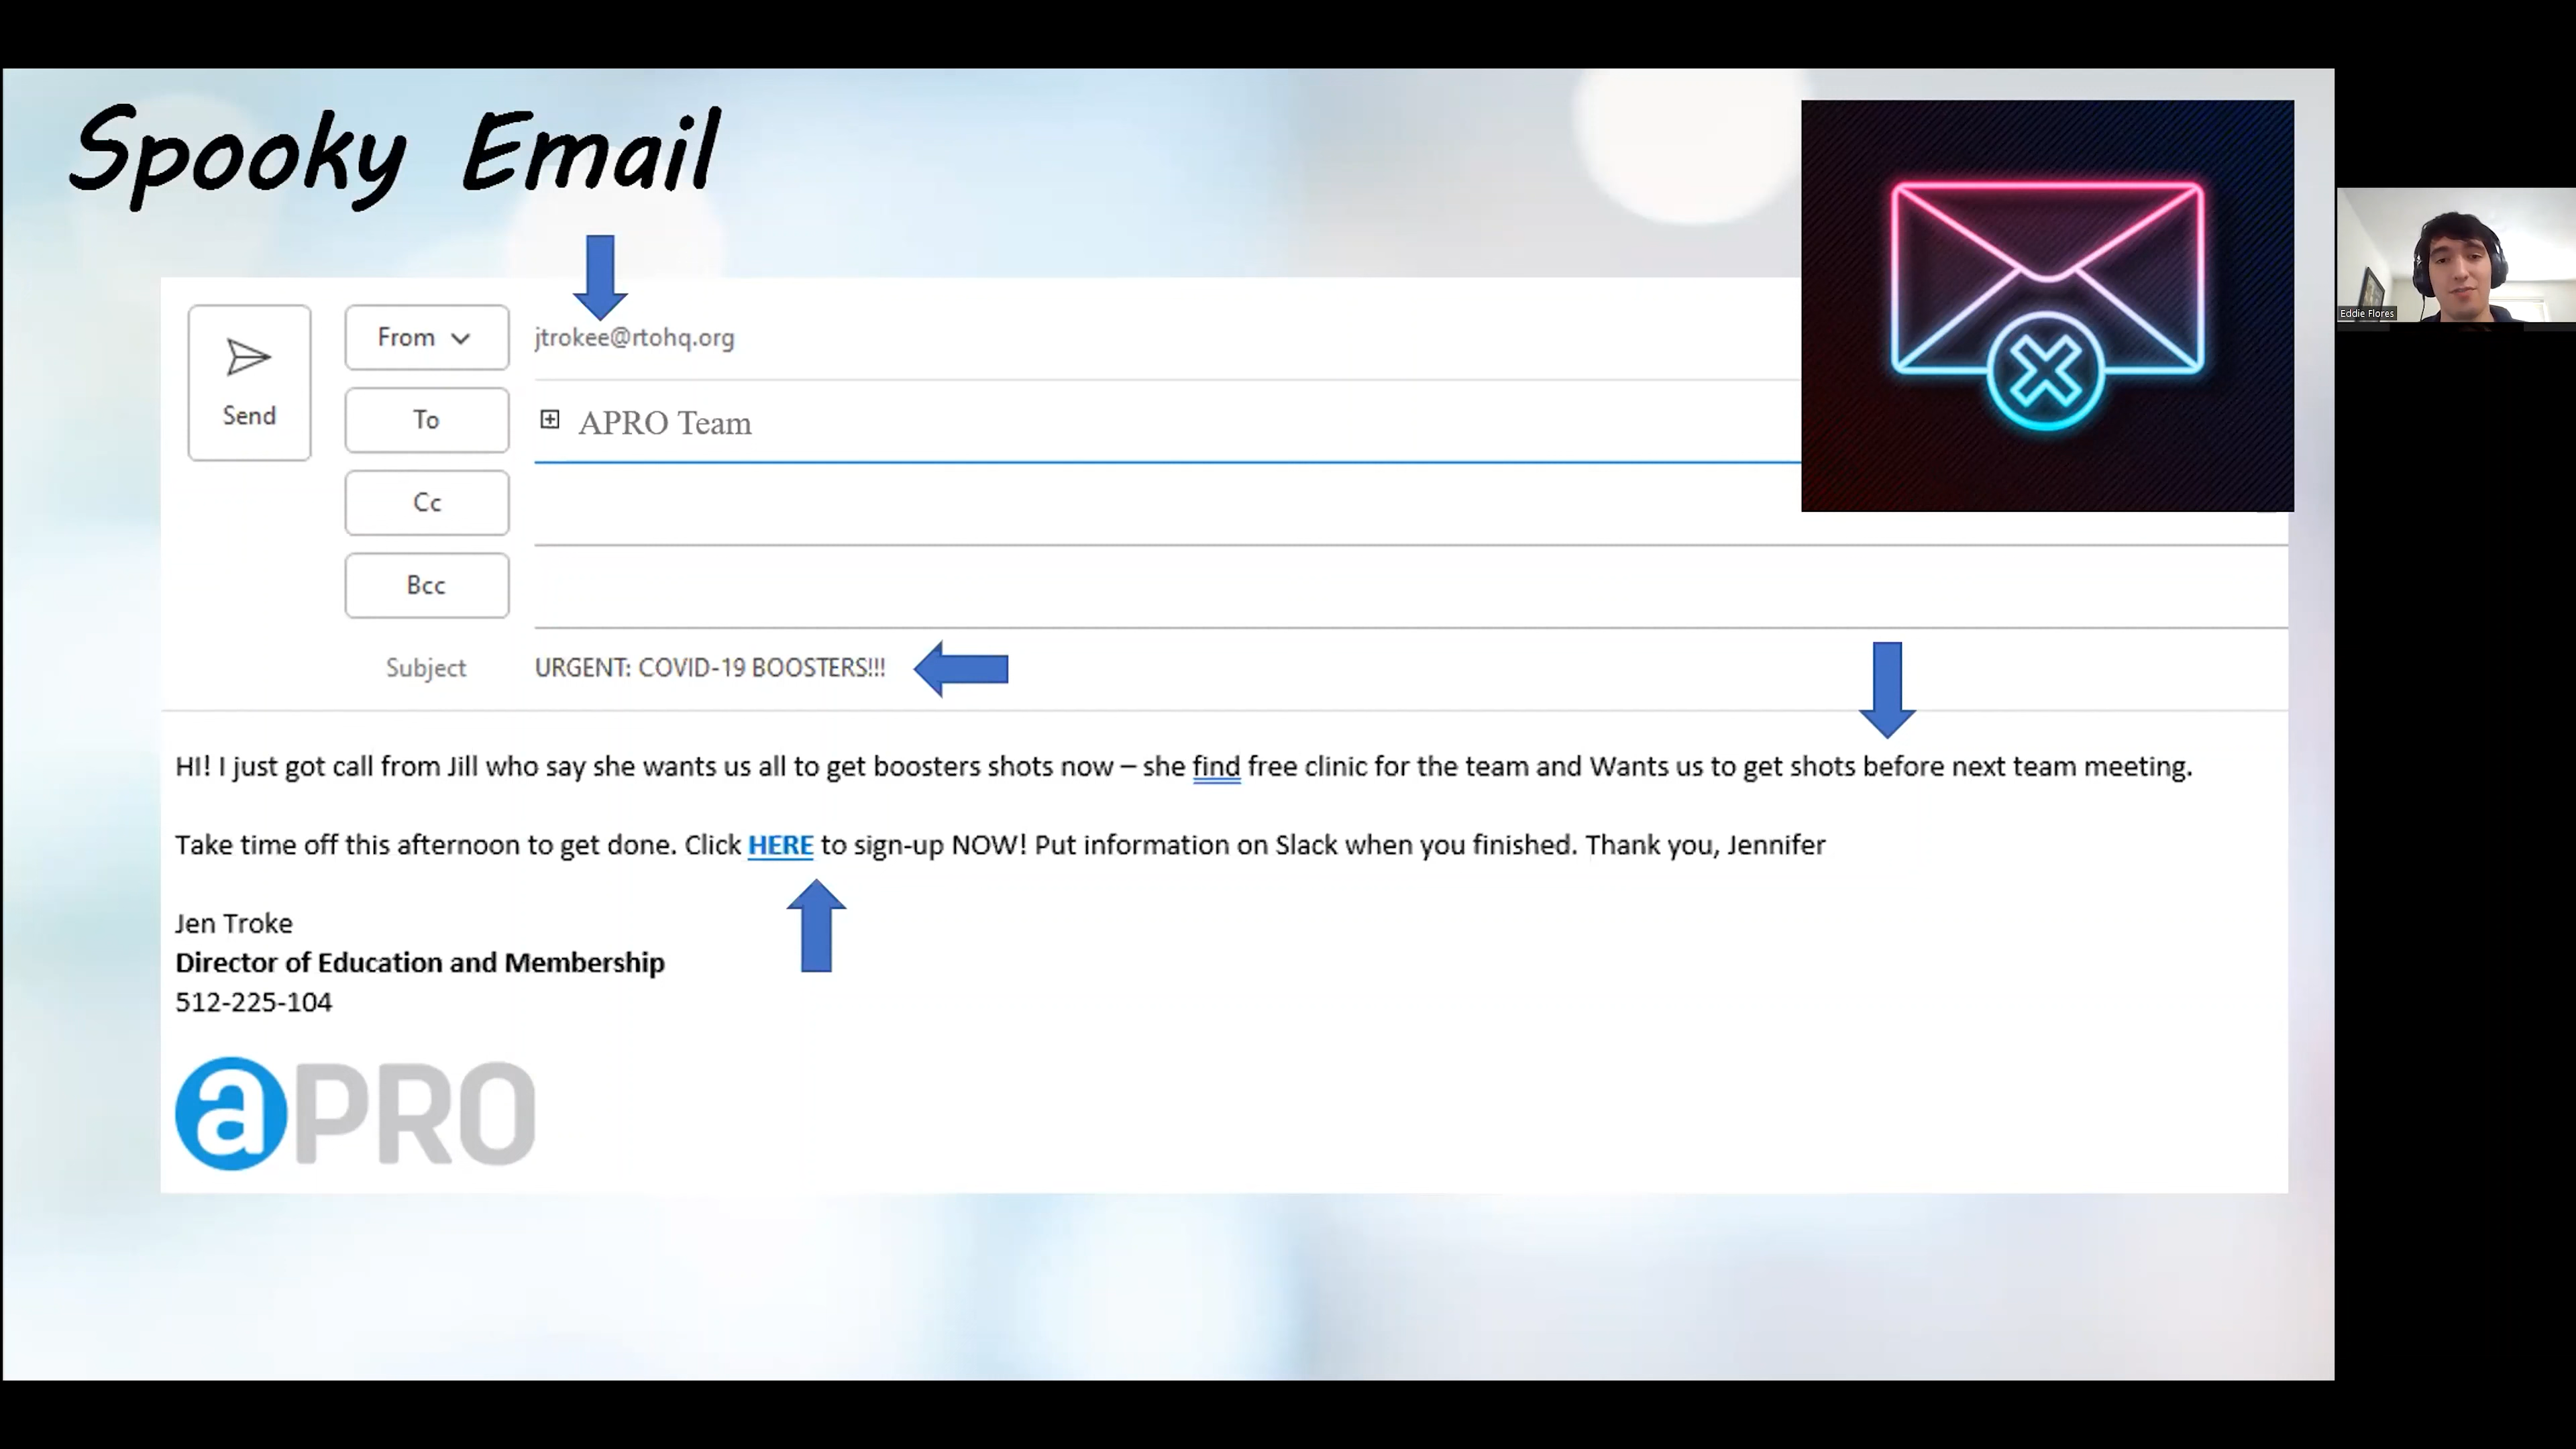 Spooky Email
From
jtrokee@rtohq.org
Send
To
APRO Team
Cc
Bcc
Subject
URGENT: COVID-19 BOOSTERS!!!
HI! I just got call from Jill who say she wants us all to get boosters shots now – she find free clinic for the team and Wants us to get shots before next team meeting.
Take time off this afternoon to get done. Click HERE to sign-up NOW! Put information on Slack when you finished. Thank you, Jennifer
Jen Troke
Director of Education and Membership
512-225-104
aPRO
Eddie Flores